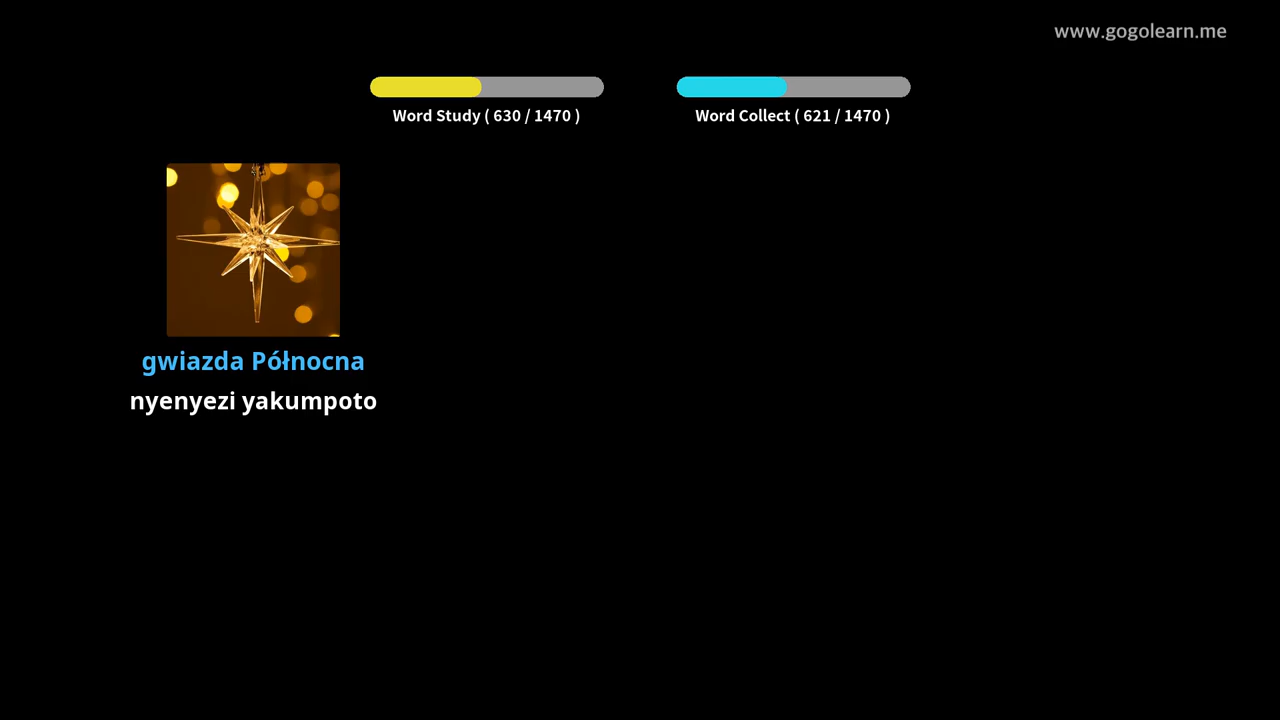 www.gogolearn.me
Word Study ( 630 / 1470 )
Word Collect ( 621 / 1470 )
gwiazda Północna
nyenyezi yakumpoto